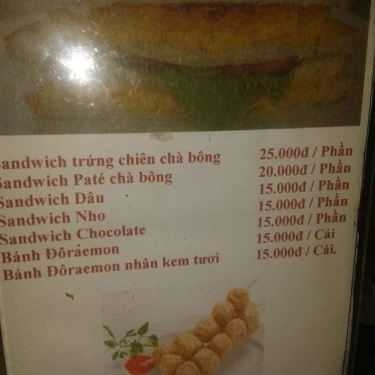 Sandwich trứng chiên chà bông 25.000đ / Phần
Sandwich Paté chà bông 20.000đ / Phần
Sandwich Dâu 15.000đ / Phần
Sandwich Nho 15.000đ / Phần
Sandwich Chocolate 15.000đ / Phần
Bánh Đôraemon 15.000đ / Cái
Bánh Đôraemon nhân kem tươi 15.000đ / Cái.